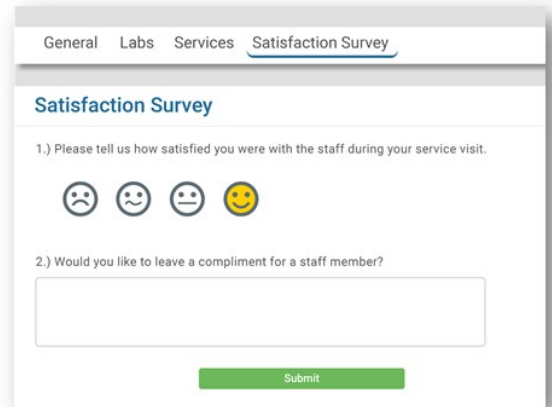 General Labs Services Satisfaction Survey
Satisfaction Survey
1.) Please tell us how satisfied you were with the staff during your service visit.
2.) Would you like to leave a compliment for a staff member?
Submit